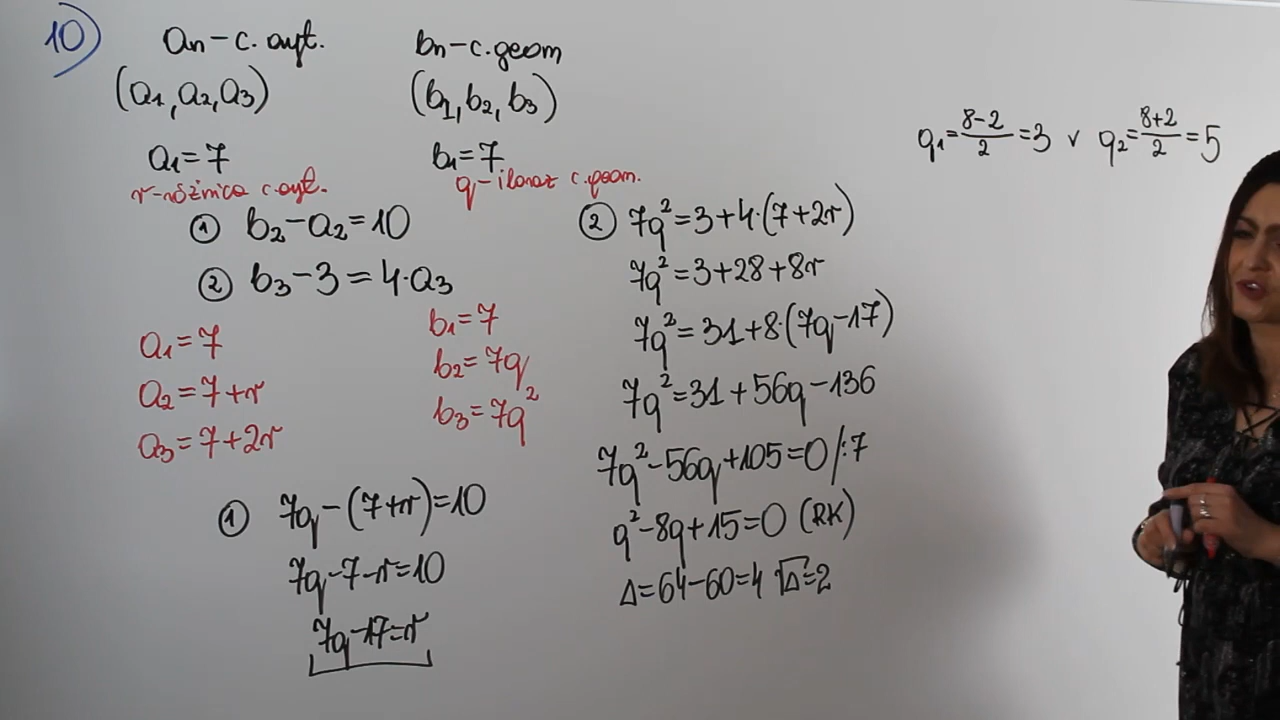 10)
an – c. aryt.
bn – c. geom
(a₁, a₂, a₃)
(b₁, b₂, b₃)
a₁ = 7
b₁ = 7
r – różnica c. aryt.
q – iloraz c. geom.
① b₂ – a₂ = 10
② b₃ – 3 = 4·a₃
a₁ = 7
a₂ = 7 + r
a₃ = 7 + 2r
b₁ = 7
b₂ = 7q
b₃ = 7q²
① 7q – (7 + r) = 10
7q – 7 – r = 10
7q – 17 = r
② 7q² = 3 + 4·(7 + 2r)
7q² = 3 + 28 + 8r
7q² = 31 + 8·(7q – 17)
7q² = 31 + 56q – 136
7q² – 56q + 105 = 0 /:7
q² – 8q + 15 = 0 (RK)
Δ = 64 – 60 = 4 √Δ = 2
q₁ = (8–2)/2 = 3 ∨ q₂ = (8+2)/2 = 5